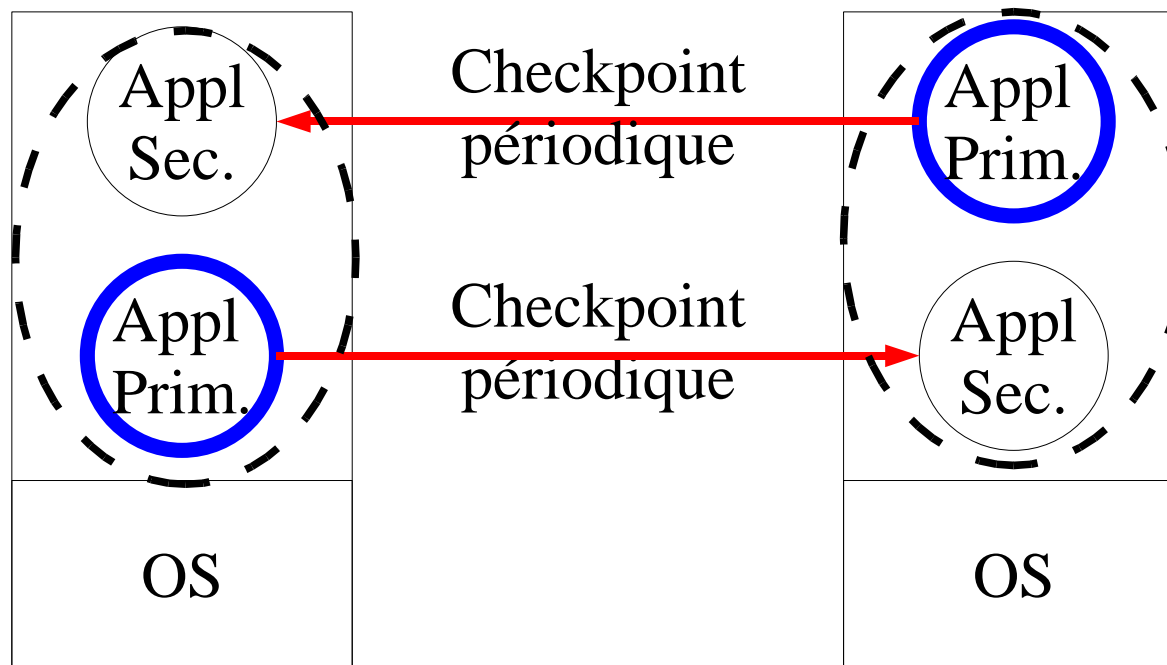 Appl
Sec.
Checkpoint
périodique
Appl
Prim.
Appl
Prim.
Checkpoint
périodique
Appl
Sec.
OS
OS